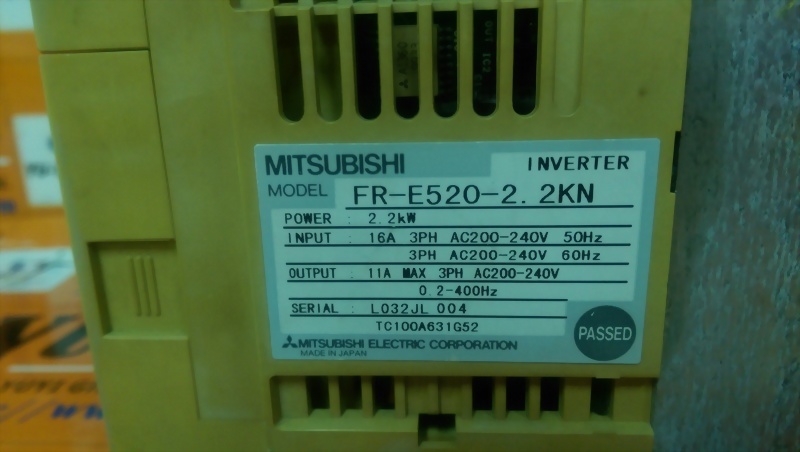 MITSUBISHI INVERTER
MODEL FR-E520-2.2KN
POWER : 2.2kW
INPUT : 16A 3PH AC200-240V 50Hz
3PH AC200-240V 60Hz
OUTPUT : 11A MAX 3PH AC200-240V
0.2-400Hz
SERIAL : L032JL 004
TC100A631G52
PASSED
MITSUBISHI ELECTRIC CORPORATION
MADE IN JAPAN